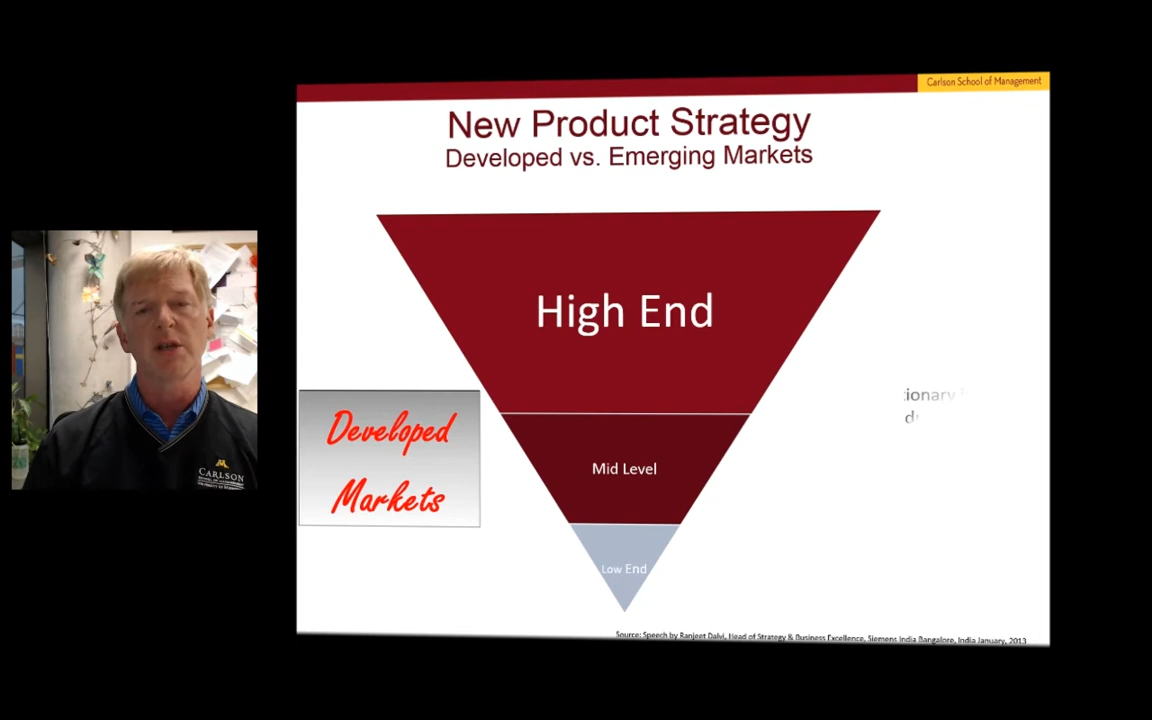 Carlson School of Management
New Product Strategy
Developed vs. Emerging Markets
High End
Developed
Markets
Mid Level
Low End
CARLSON
Source: Speech by Ranjeet Dalvi, Head of Strategy & Business Excellence, Siemens India Bangalore, India January, 2013